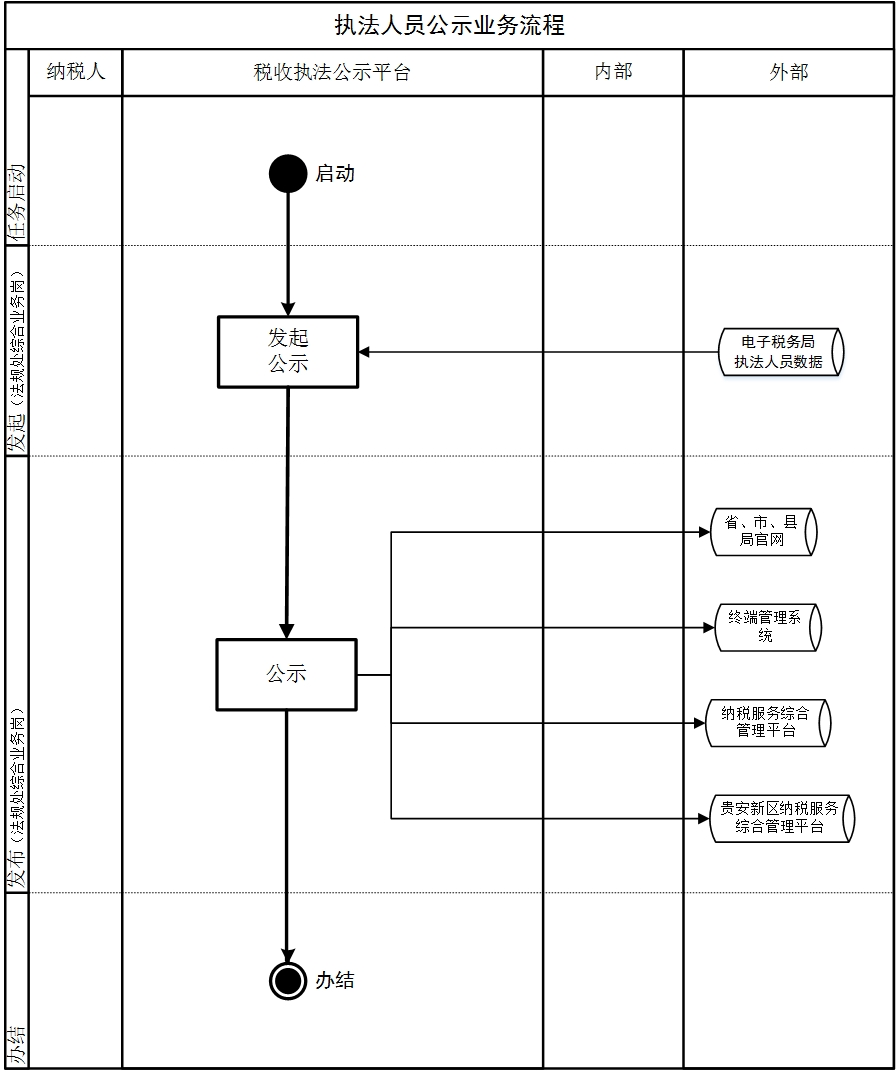 执法人员公示业务流程
纳税人
税收执法公示平台
内部
外部
任务启动
启动
发起（法规处综合业务岗）
发起
公示
电子税务局
执法人员数据
发布（法规处综合业务岗）
省、市、县
局官网
终端管理系
统
公示
纳税服务综合
管理平台
贵安新区纳税服务
综合管理平台
办结
办结